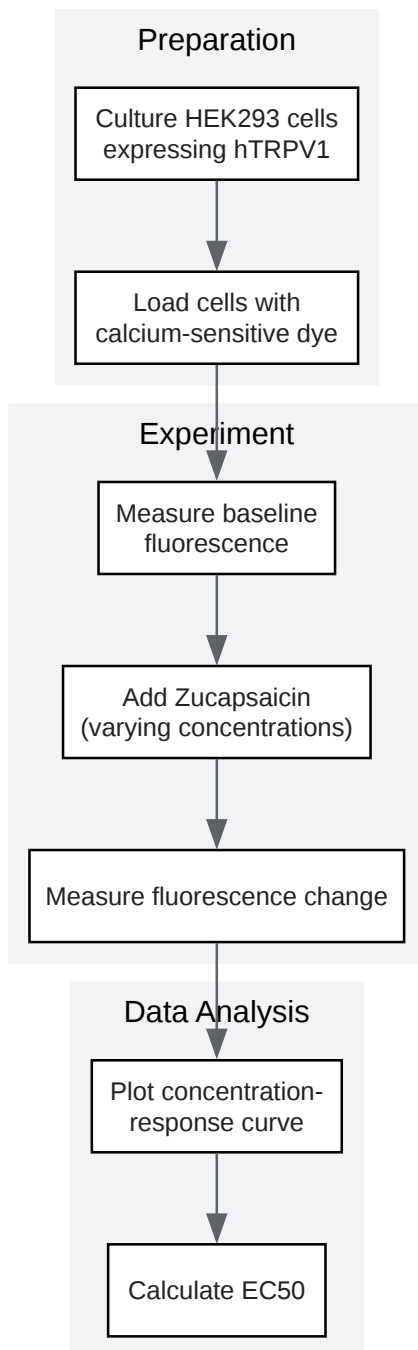 Preparation
Culture HEK293 cells
expressing hTRPV1
Load cells with
calcium-sensitive dye
Experiment
Measure baseline
fluorescence
Add Zucapsaicin
(varying concentrations)
Measure fluorescence change
Data Analysis
Plot concentration-
response curve
Calculate EC50